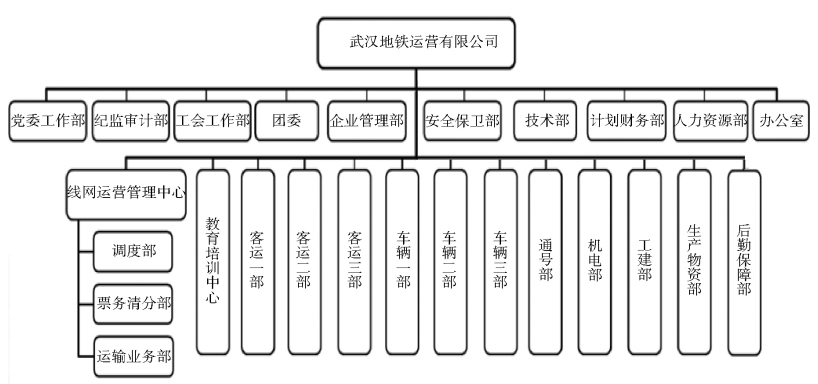 武汉地铁运营有限公司
党委工作部
纪监审计部
工会工作部
团委
企业管理部
安全保卫部
技术部
计划财务部
人力资源部
办公室
线网运营管理中心
调度部
票务清分部
运输业务部
教育培训中心
客运一部
客运二部
客运三部
车辆一部
车辆二部
车辆三部
通号部
机电部
工建部
生产物资部
后勤保障部